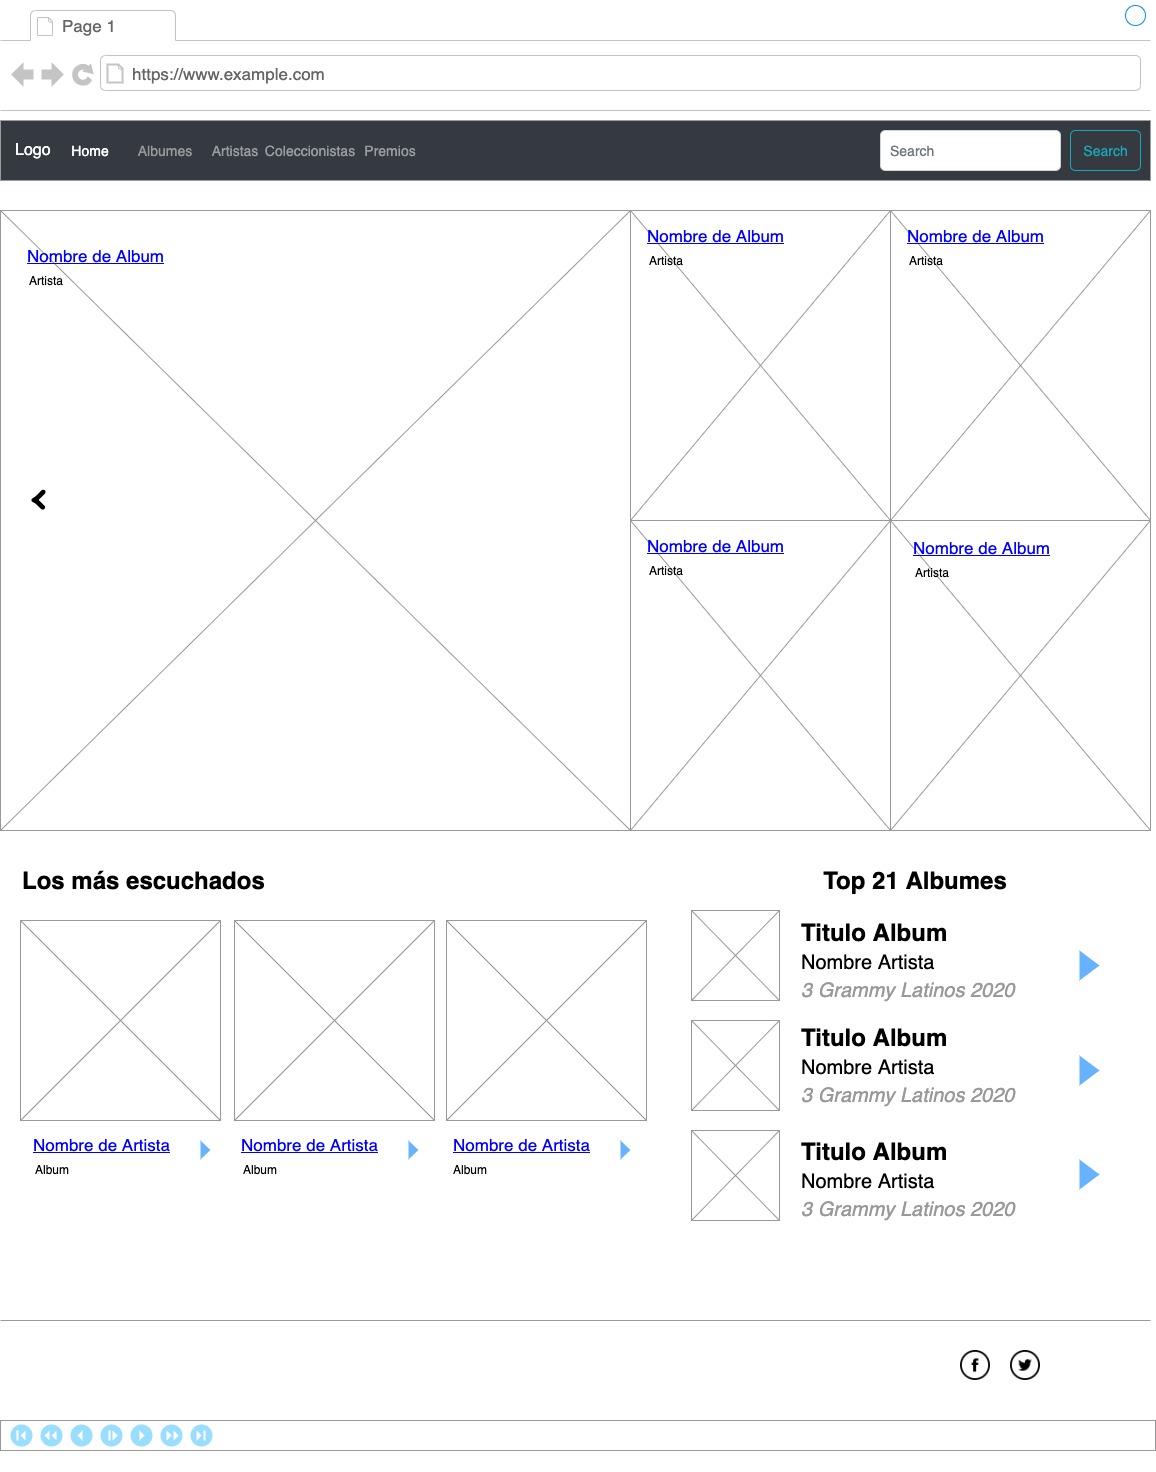 Page 1
https://www.example.com
Logo Home Albumes Artistas Coleccionistas Premios Search Search
Nombre de Album
Artista
Nombre de Album
Artista
Nombre de Album
Artista
Nombre de Album
Artista
Nombre de Album
Artista
Los más escuchados
Nombre de Artista
Album
Nombre de Artista
Album
Nombre de Artista
Album
Top 21 Albumes
Titulo Album
Nombre Artista
3 Grammy Latinos 2020
Titulo Album
Nombre Artista
3 Grammy Latinos 2020
Titulo Album
Nombre Artista
3 Grammy Latinos 2020